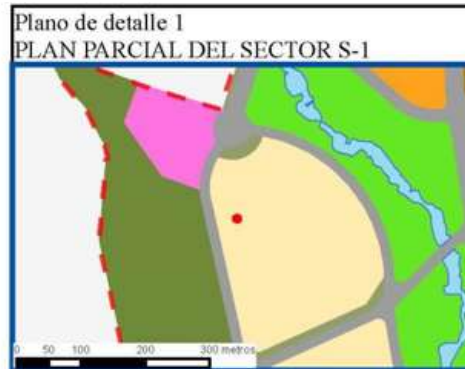 Plano de detalle 1
PLAN PARCIAL DEL SECTOR S-1
0 50 100 200 300 metros